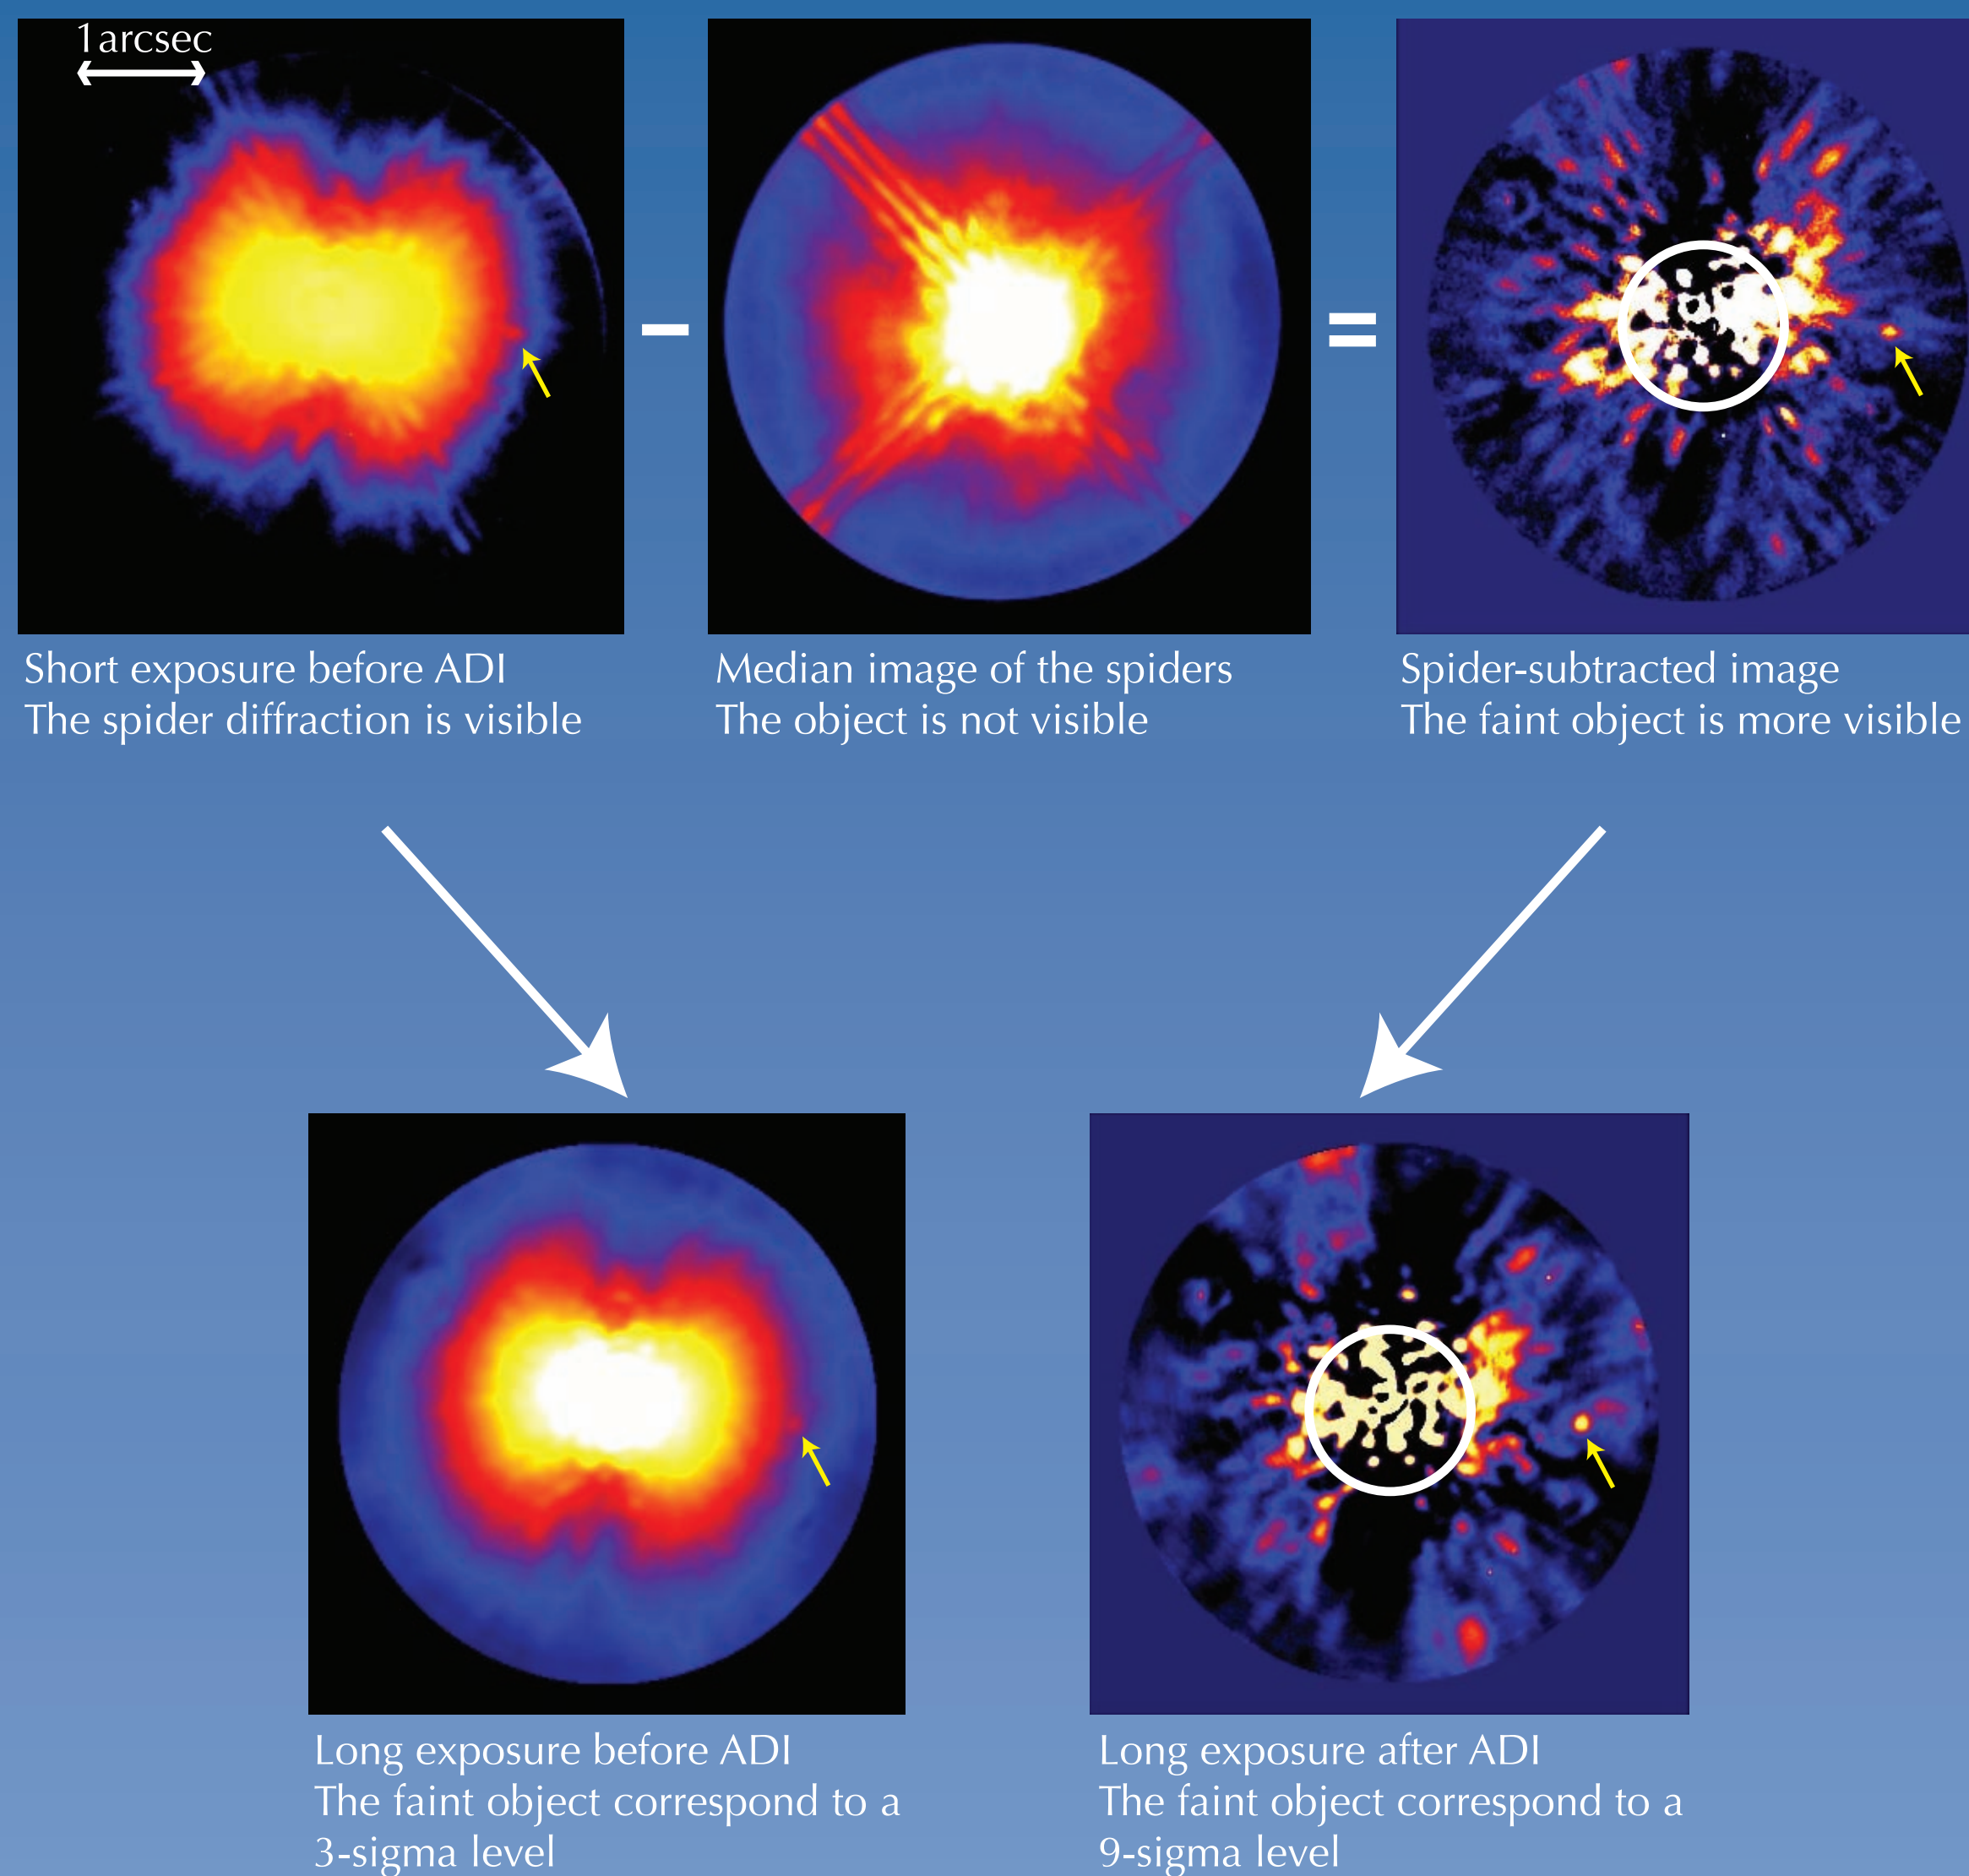 1arcsec
Short exposure before ADI
The spider diffraction is visible
Median image of the spiders
The object is not visible
Spider-subtracted image
The faint object is more visible
Long exposure before ADI
The faint object correspond to a
3-sigma level
Long exposure after ADI
The faint object correspond to a
9-sigma level